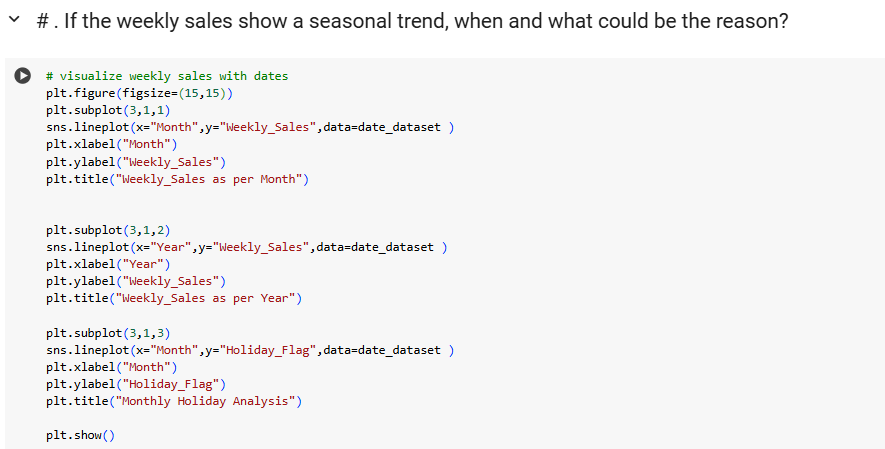 # . If the weekly sales show a seasonal trend, when and what could be the reason?
# visualize weekly sales with dates
plt.figure(figsize=(15,15))
plt.subplot(3,1,1)
sns.lineplot(x="Month",y="Weekly_Sales",data=date_dataset )
plt.xlabel("Month")
plt.ylabel("Weekly_Sales")
plt.title("Weekly_Sales as per Month")
plt.subplot(3,1,2)
sns.lineplot(x="Year",y="Weekly_Sales",data=date_dataset )
plt.xlabel("Year")
plt.ylabel("Weekly_Sales")
plt.title("Weekly_Sales as per Year")
plt.subplot(3,1,3)
sns.lineplot(x="Month",y="Holiday_Flag",data=date_dataset )
plt.xlabel("Month")
plt.ylabel("Holiday_Flag")
plt.title("Monthly Holiday Analysis")
plt.show()